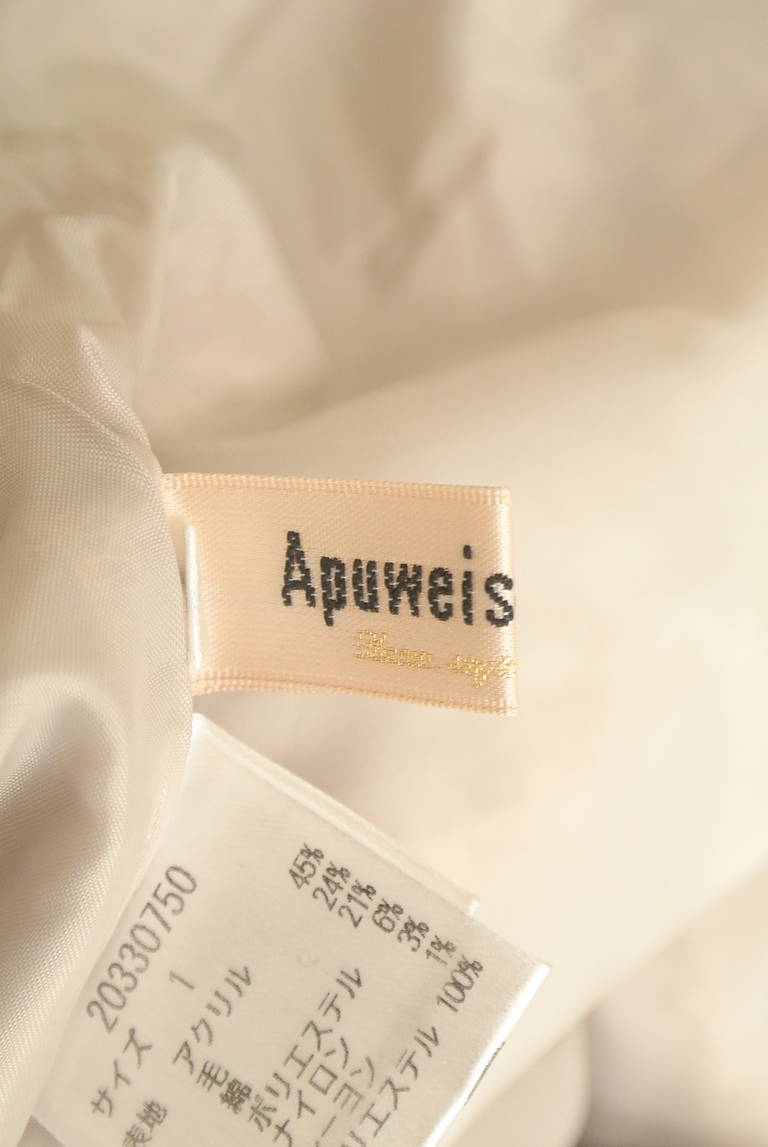 Apuweis
20330750
サイズ 1
表地 アクリル 45%
毛 24%
綿 21%
ポリエステル 6%
ナイロン 3%
ーヨン 1%
リエステル 100%